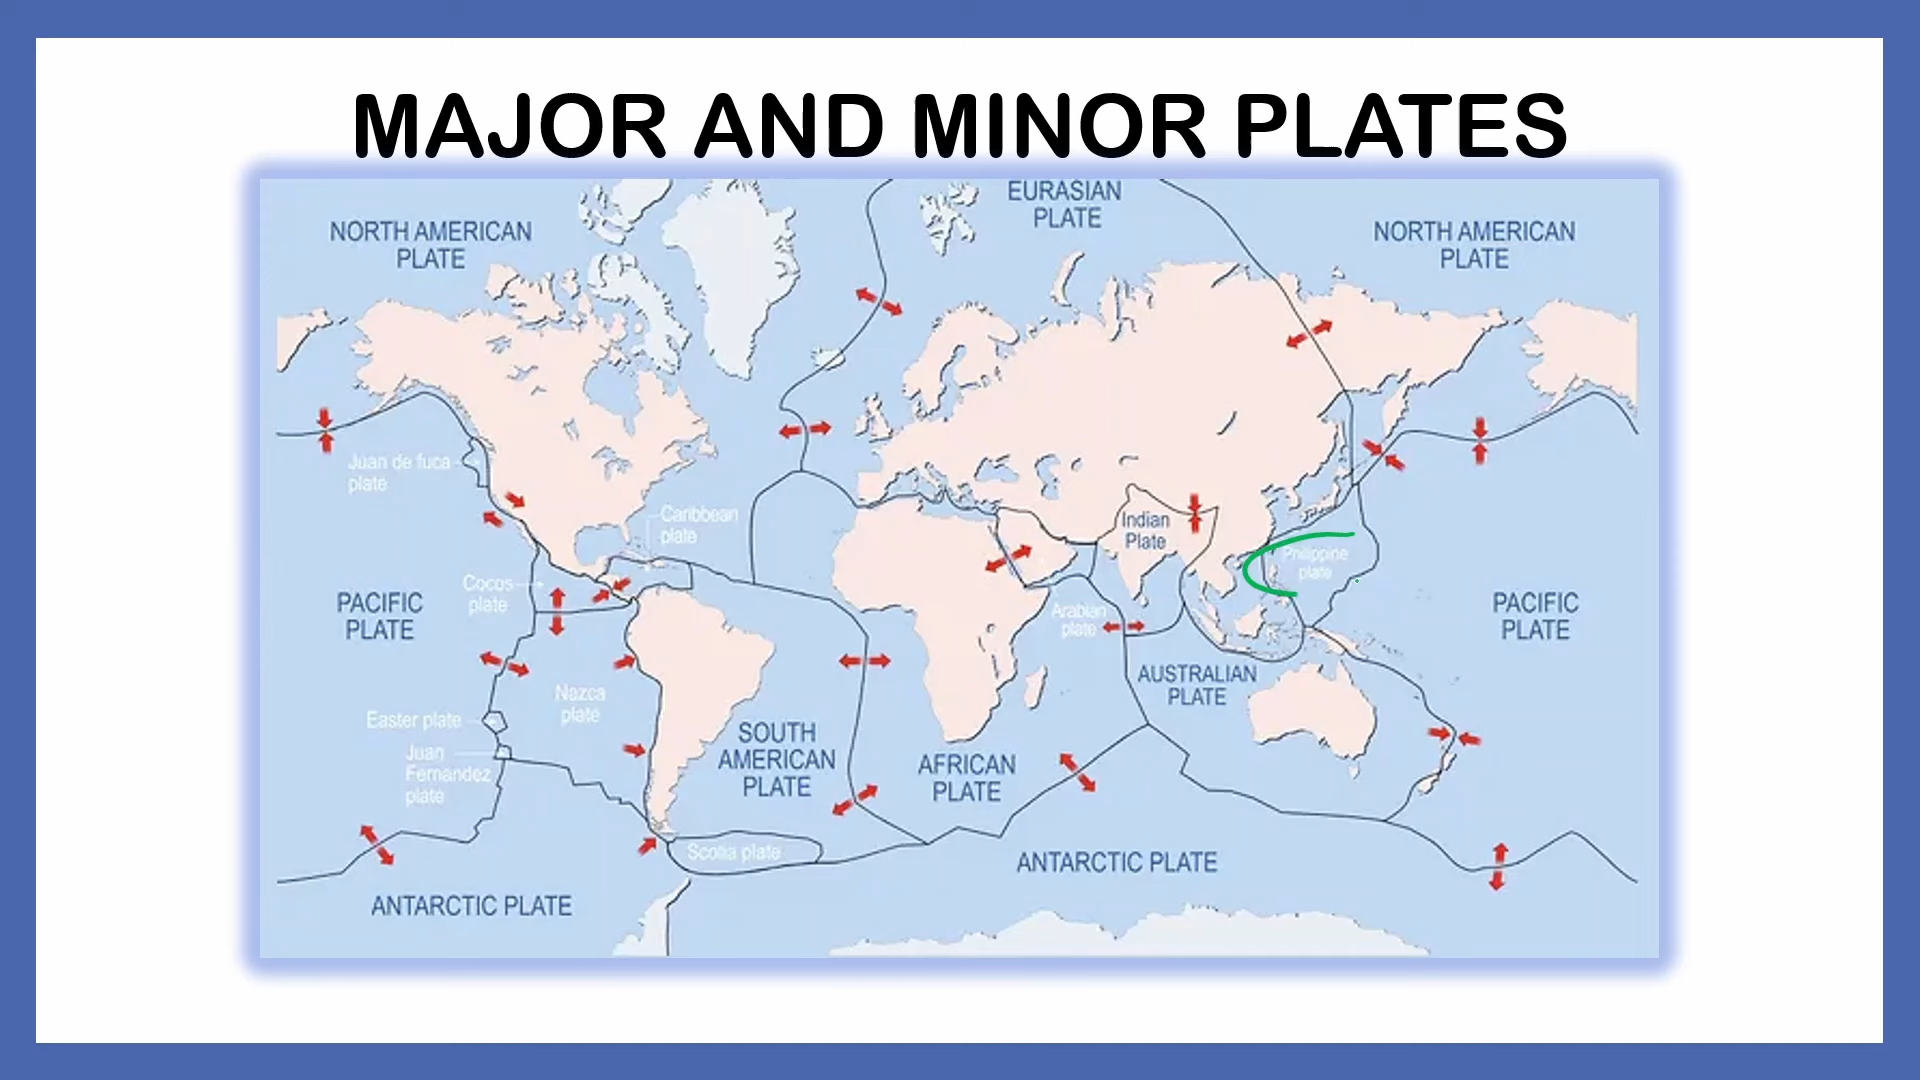 MAJOR AND MINOR PLATES
EURASIAN
PLATE
NORTH AMERICAN
PLATE
NORTH AMERICAN
PLATE
Juan de fuca
plate
Caribbean
plate
Indian
Plate
Philippine
plate
Cocos
plate
PACIFIC
PLATE
Arabian
plate
PACIFIC
PLATE
AUSTRALIAN
PLATE
Nazca
plate
Easter plate
Juan
Fernandez
plate
SOUTH
AMERICAN
PLATE
AFRICAN
PLATE
Scotia plate
ANTARCTIC PLATE
ANTARCTIC PLATE